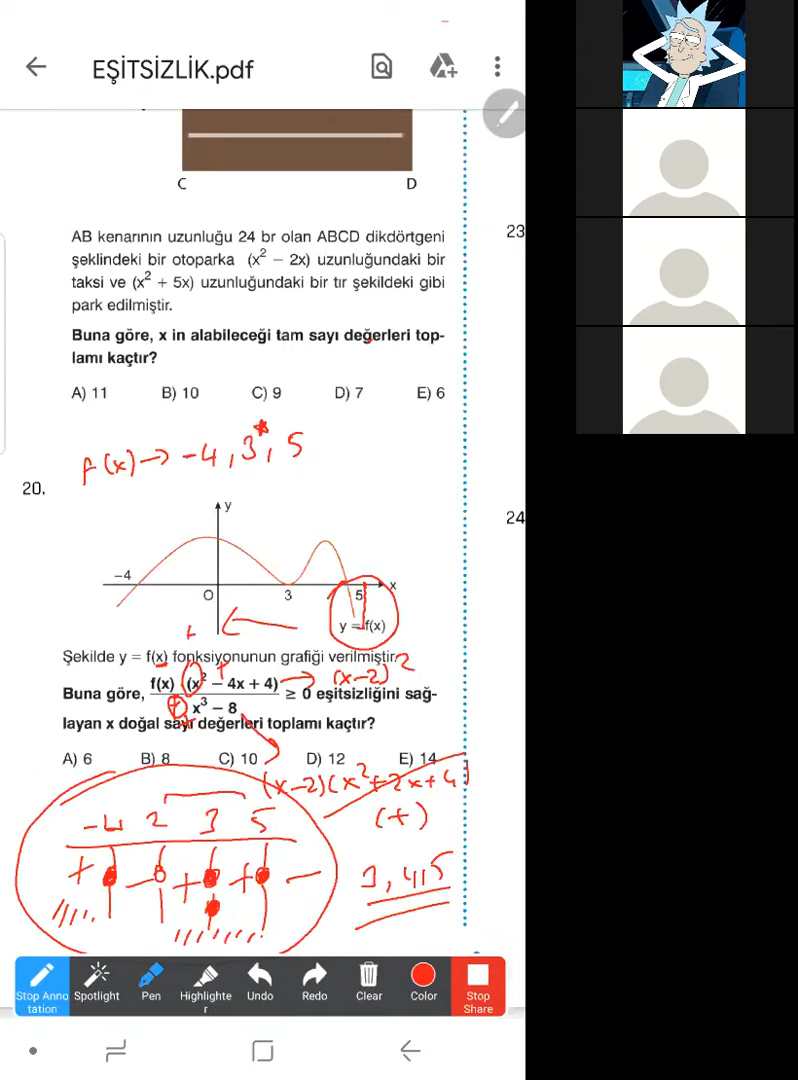 EŞİTSİZLİK.pdf
C D
AB kenarının uzunluğu 24 br olan ABCD dikdörtgeni
şeklindeki bir otoparka (x² − 2x) uzunluğundaki bir
taksi ve (x² + 5x) uzunluğundaki bir tır şekildeki gibi
park edilmiştir.
Buna göre, x in alabileceği tam sayı değerleri top-
lamı kaçtır?
A) 11 B) 10 C) 9 D) 7 E) 6
23
f(x) → -4, 3*, 5
20.
24
y
-4 O 3 5 x
y = f(x)
Şekilde y = f(x) fonksiyonunun grafiği verilmiştir.
(x-2)²
Buna göre, f(x) · (x² − 4x + 4) / x³ − 8 ≥ 0 eşitsizliğini sağ-
layan x doğal sayı değerleri toplamı kaçtır?
A) 6 B) 8 C) 10 D) 12 E) 14
(x-2)(x²+2x+4)
(+)
-4 2 3 5
+ - + + -
3, 4, 5
Stop Anno
tation
Spotlight
Pen
Highlighte
r
Undo
Redo
Clear
Color
Stop
Share